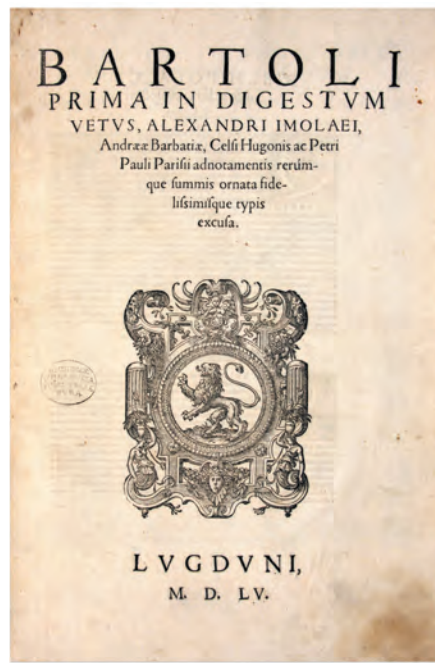 BARTOLI
PRIMA IN DIGESTVM
VETVS, ALEXANDRI IMOLAEI,
Andreæ Barbatiæ, Celſi Hugonis ac Petri
Pauli Pariſii adnotamentis rerúm-
que ſummis ornata fide-
liſsimiſque typis
excuſa.
LVGDVNI,
M. D. LV.